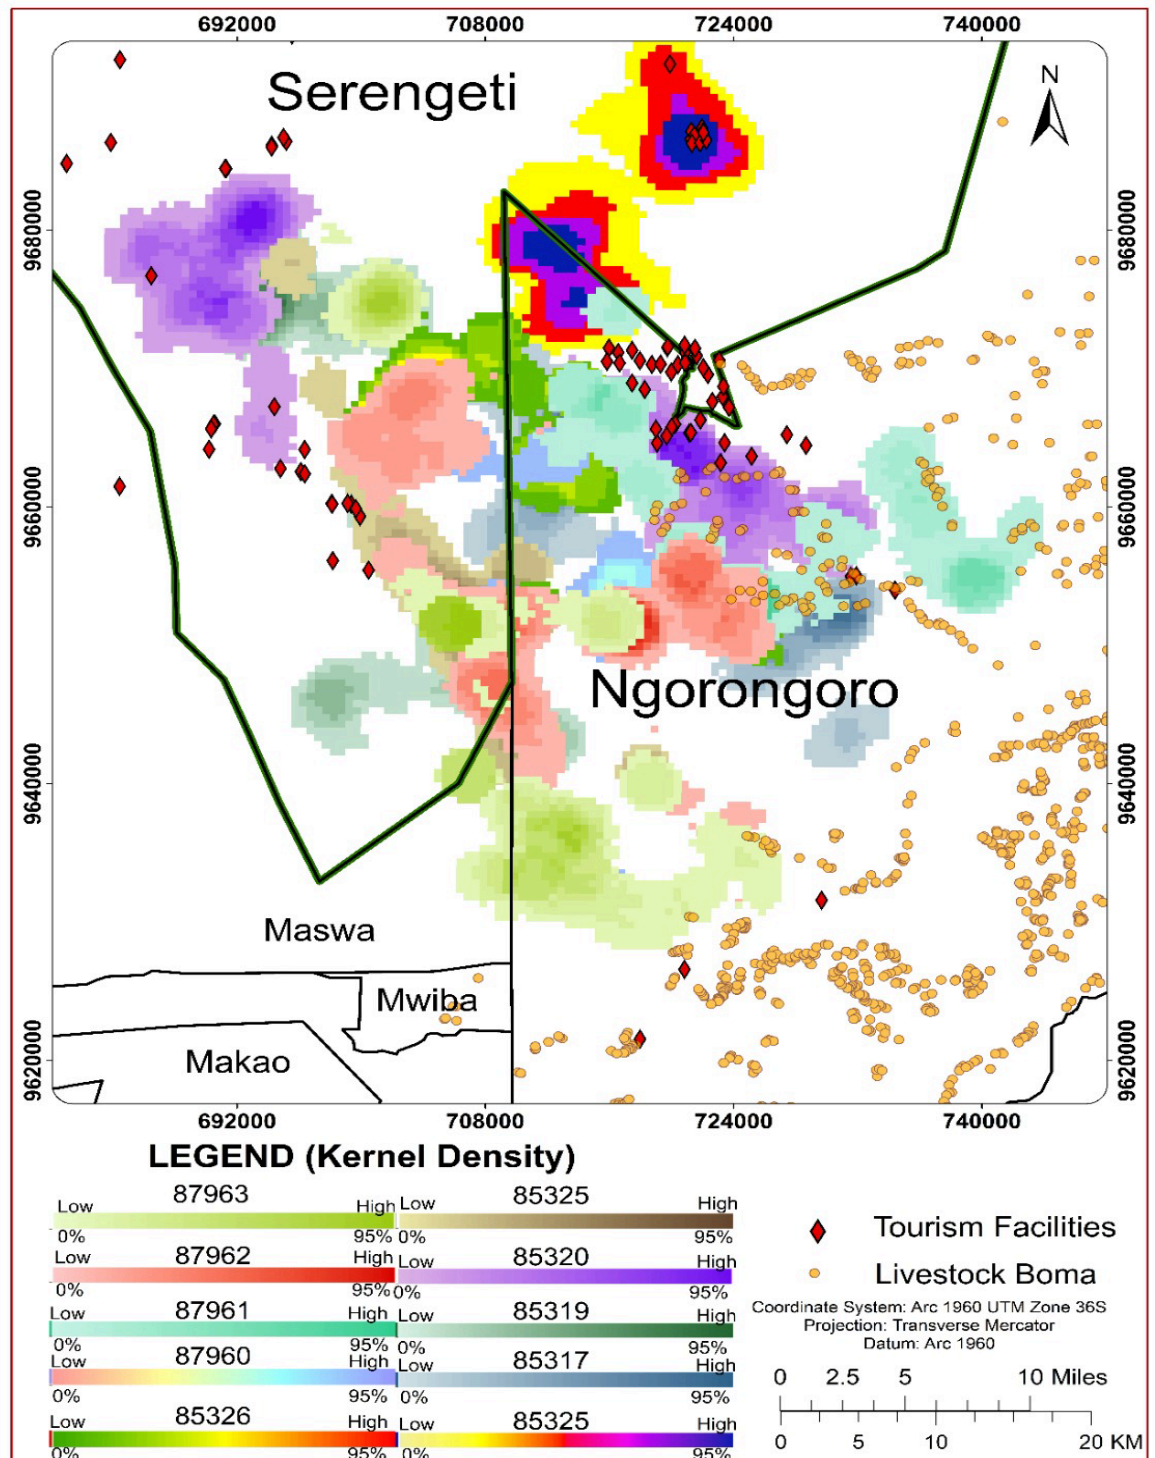 692000 708000 724000 740000
N
Serengeti
9680000 9680000
9660000 9660000
Ngorongoro
9640000 9640000
Maswa
Mwiba
Makao
9620000 9620000
692000 708000 724000 740000
LEGEND (Kernel Density)
87963 85325
Low High Low High
0% 95% 0% 95%
87962 85320
Low High Low High
0% 95% 0% 95%
87961 85319
Low High Low High
0% 95% 0% 95%
87960 85317
Low High Low High
0% 95% 0% 95%
85326 85325
Low High Low High
0% 95% 0% 95%
Tourism Facilities
Livestock Boma
Coordinate System: Arc 1960 UTM Zone 36S
Projection: Transverse Mercator
Datum: Arc 1960
0 2.5 5 10 Miles
0 5 10 20 KM